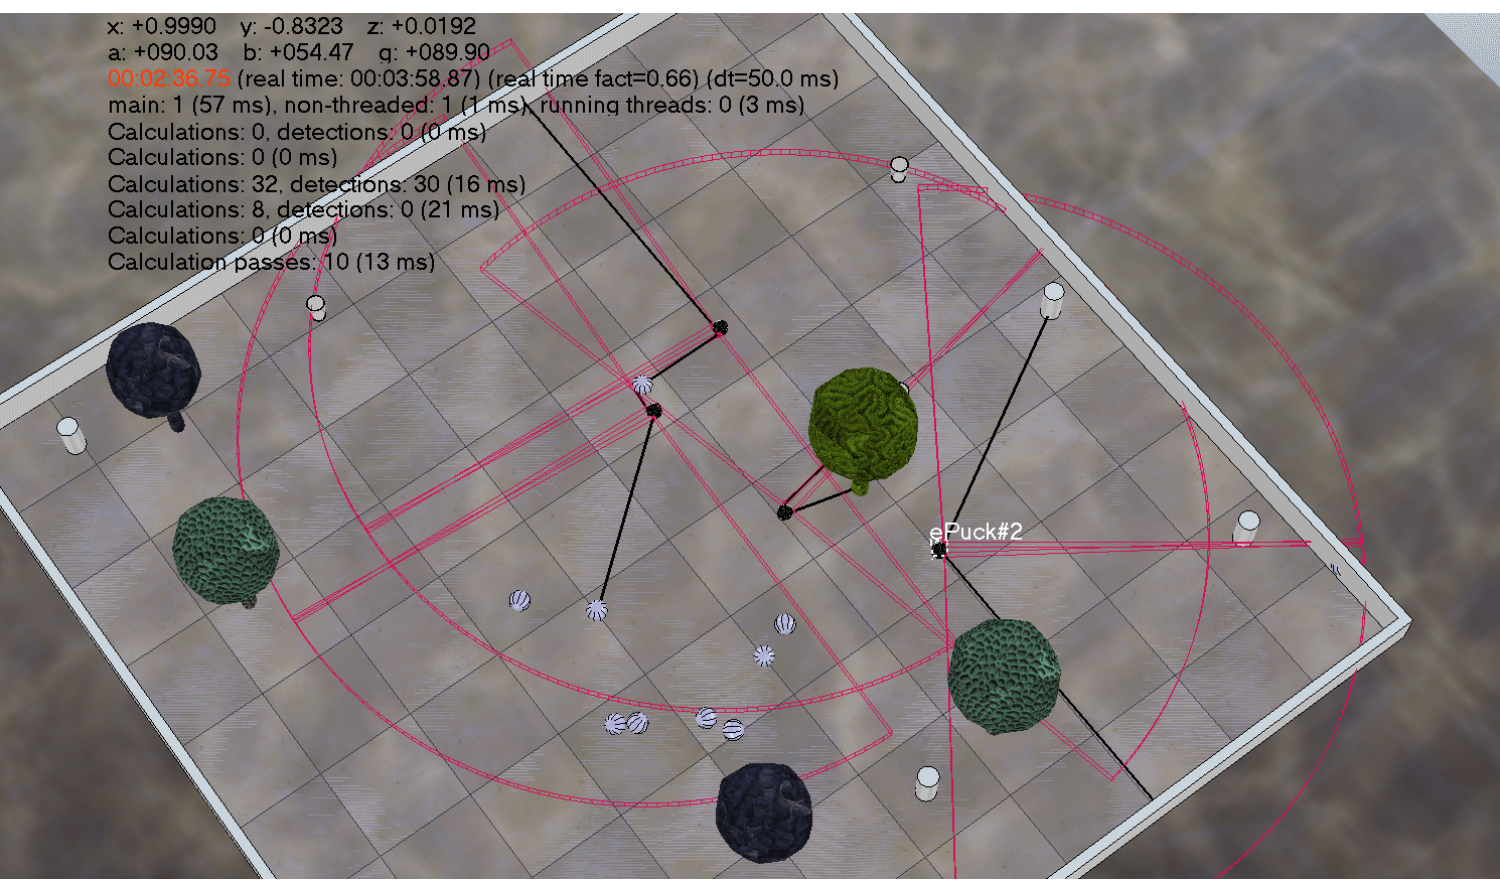 x: +0.9990 y: -0.8323 z: +0.0192
a: +090.03 b: +054.47 g: +089.90
00:02:36.75 (real time: 00:03:58.87) (real time fact=0.66) (dt=50.0 ms)
main: 1 (57 ms), non-threaded: 1 (1 ms), running threads: 0 (3 ms)
Calculations: 0, detections: 0 (0 ms)
Calculations: 0 (0 ms)
Calculations: 32, detections: 30 (16 ms)
Calculations: 8, detections: 0 (21 ms)
Calculations: 0 (0 ms)
Calculation passes: 10 (13 ms)
ePuck#2